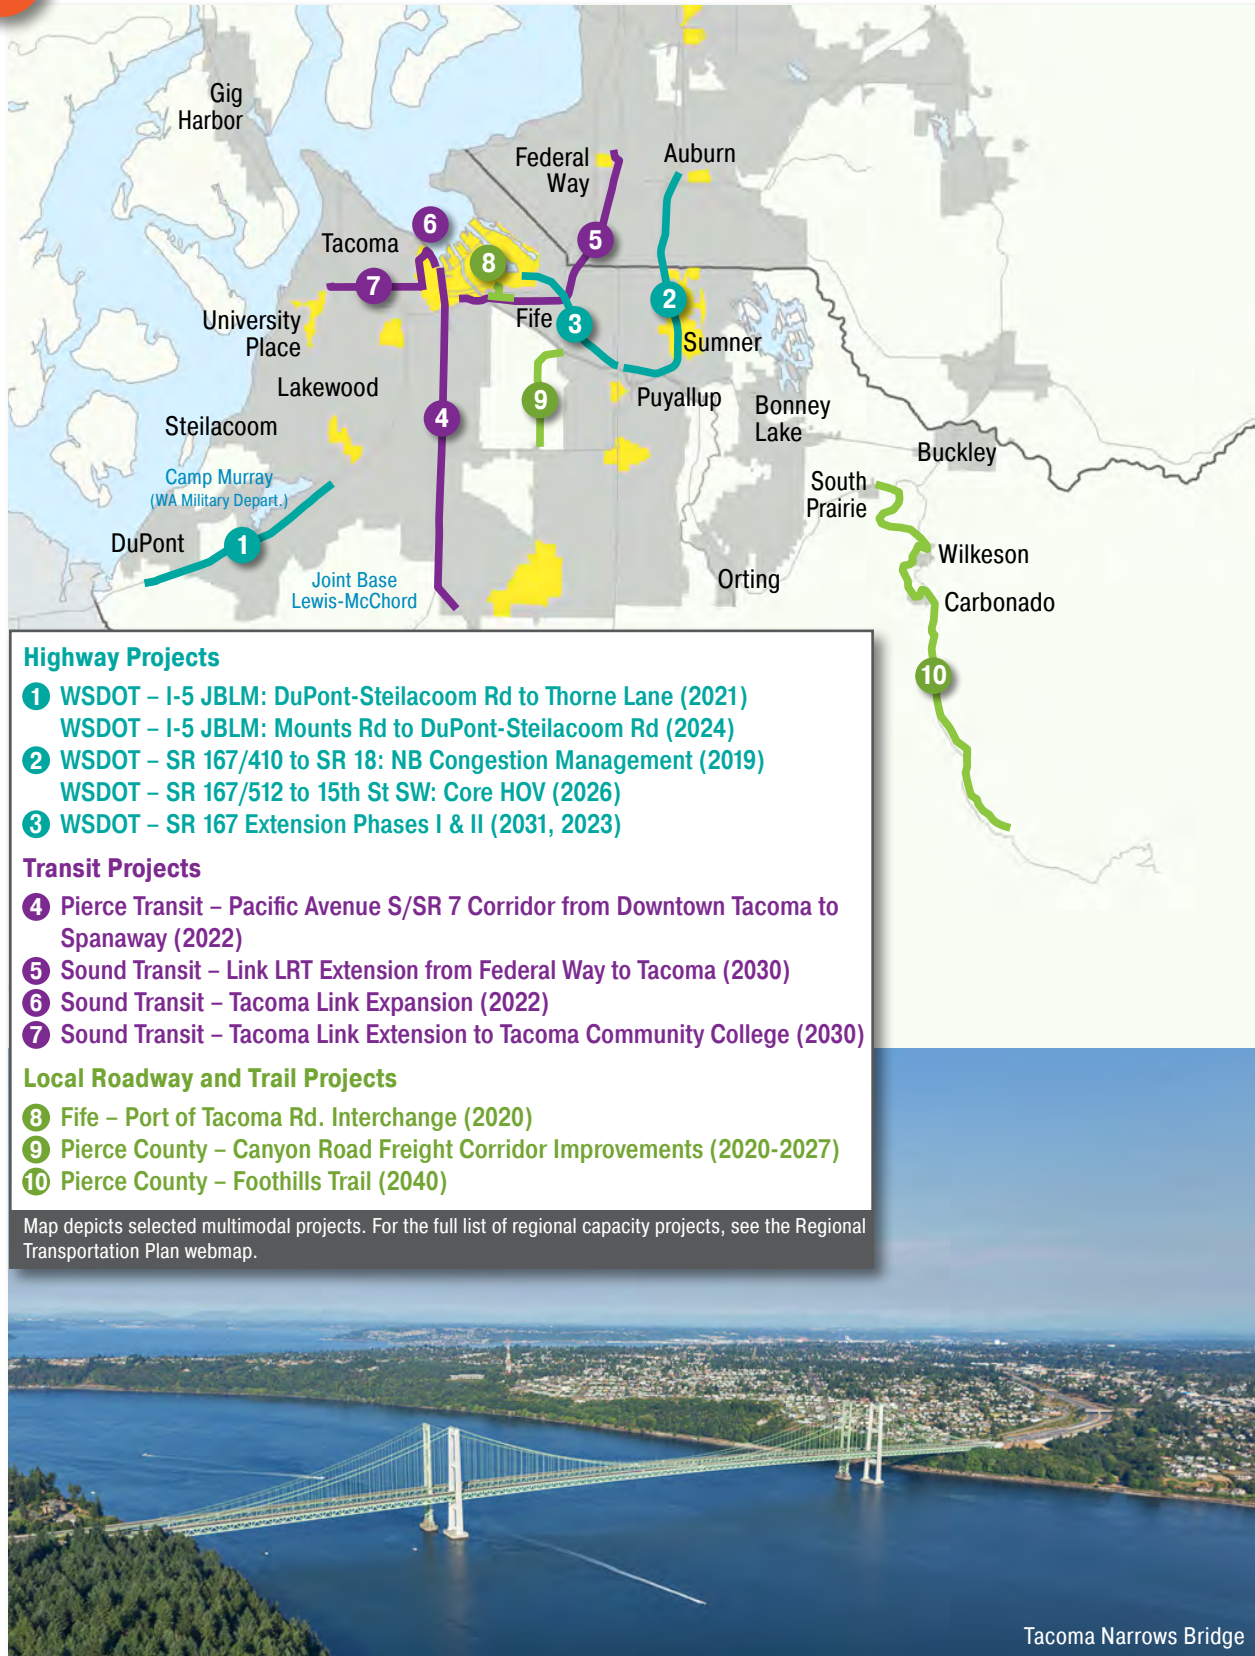 Gig
Harbor
Federal
Way
Auburn
6
5
Tacoma
8
7
2
University
Place
Fife
3
Sumner
Lakewood
9
Puyallup
Bonney
Lake
4
Steilacoom
Buckley
Camp Murray
(WA Military Depart.)
South
Prairie
DuPont
1
Wilkeson
Joint Base
Lewis-McChord
Orting
Carbonado
10
Highway Projects
1 WSDOT – I-5 JBLM: DuPont-Steilacoom Rd to Thorne Lane (2021)
WSDOT – I-5 JBLM: Mounts Rd to DuPont-Steilacoom Rd (2024)
2 WSDOT – SR 167/410 to SR 18: NB Congestion Management (2019)
WSDOT – SR 167/512 to 15th St SW: Core HOV (2026)
3 WSDOT – SR 167 Extension Phases I & II (2031, 2023)
Transit Projects
4 Pierce Transit – Pacific Avenue S/SR 7 Corridor from Downtown Tacoma to
Spanaway (2022)
5 Sound Transit – Link LRT Extension from Federal Way to Tacoma (2030)
6 Sound Transit – Tacoma Link Expansion (2022)
7 Sound Transit – Tacoma Link Extension to Tacoma Community College (2030)
Local Roadway and Trail Projects
8 Fife – Port of Tacoma Rd. Interchange (2020)
9 Pierce County – Canyon Road Freight Corridor Improvements (2020-2027)
10 Pierce County – Foothills Trail (2040)
Map depicts selected multimodal projects. For the full list of regional capacity projects, see the Regional
Transportation Plan webmap.
Tacoma Narrows Bridge